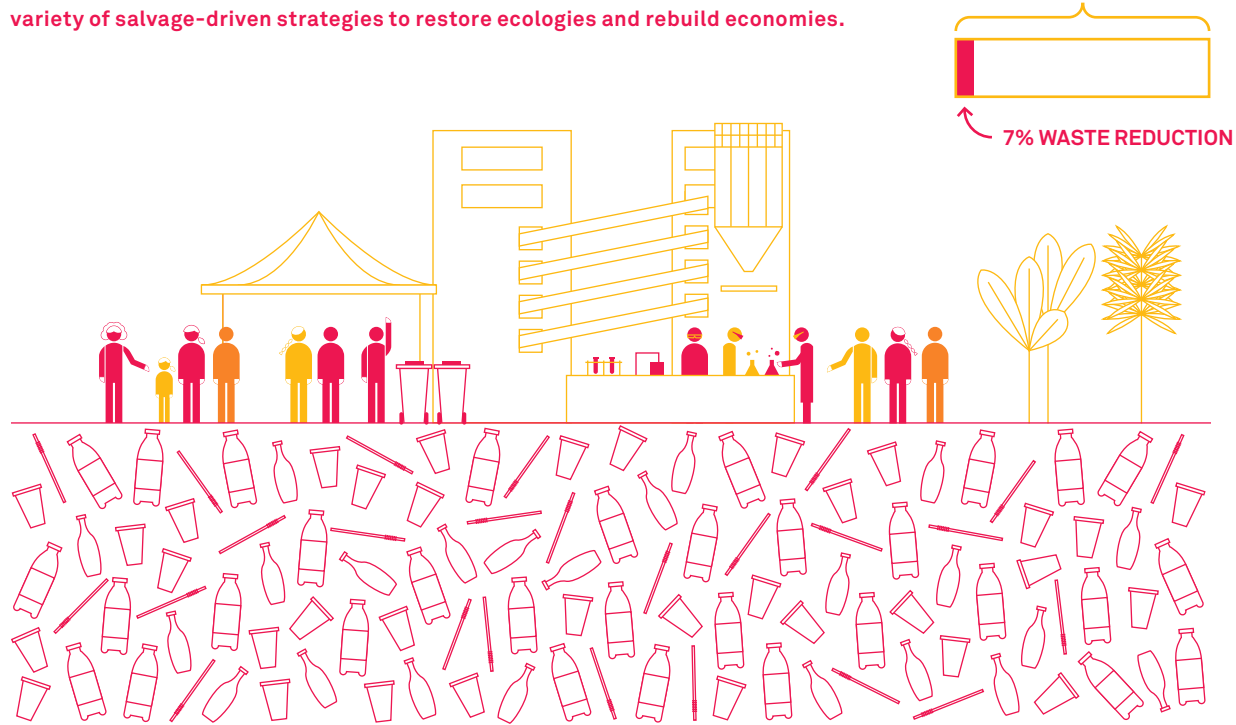 variety of salvage-driven strategies to restore ecologies and rebuild economies.
7% WASTE REDUCTION